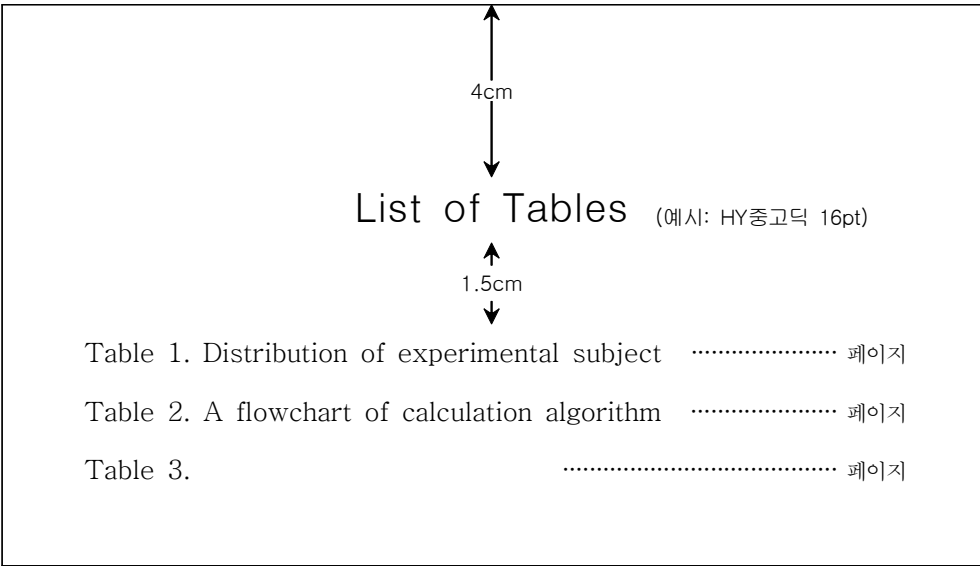 4cm
List of Tables (예시: HY중고딕 16pt)
1.5cm
Table 1. Distribution of experimental subject ······················ 페이지
Table 2. A flowchart of calculation algorithm ······················ 페이지
Table 3. ········································· 페이지